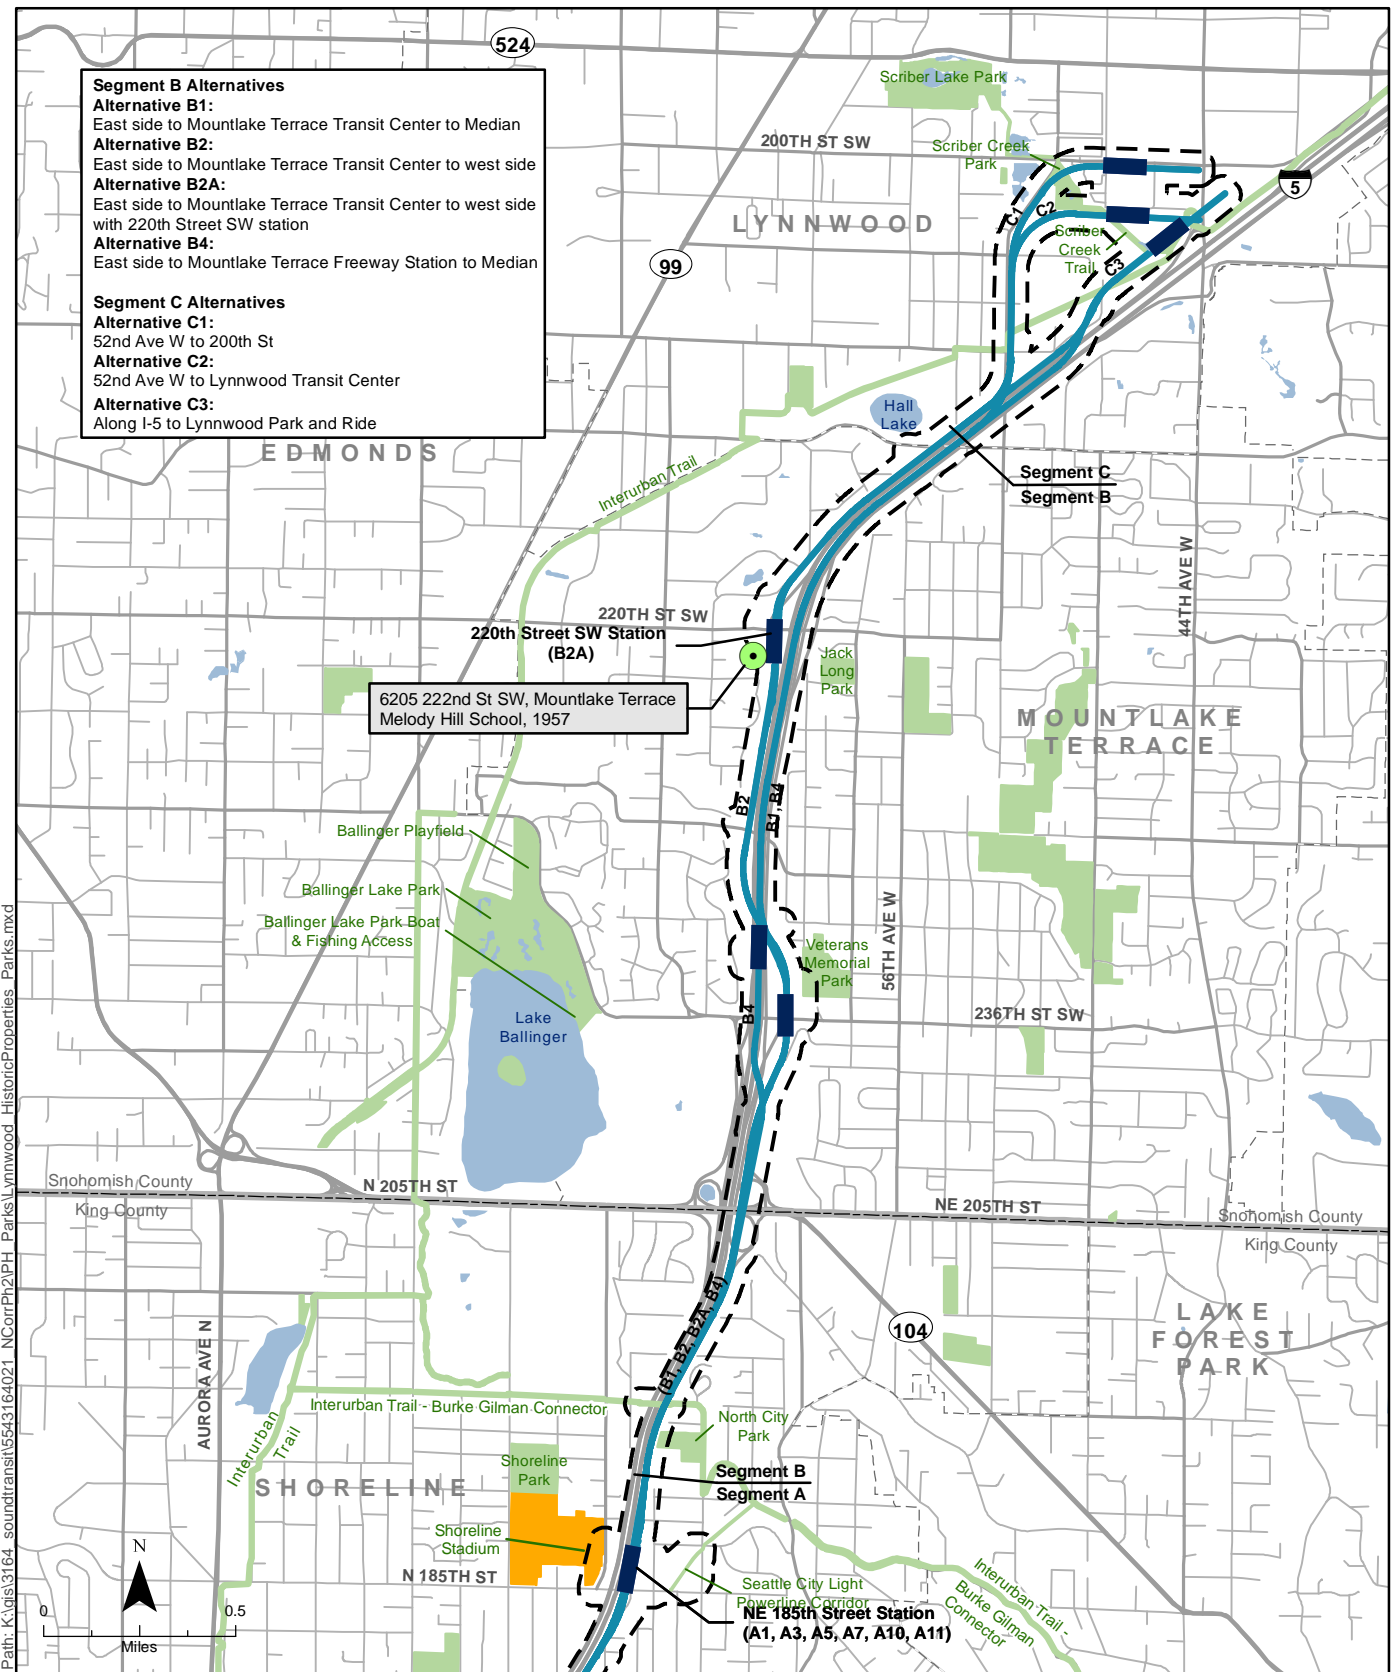 524
Segment B Alternatives
Alternative B1:
East side to Mountlake Terrace Transit Center to Median
Alternative B2:
East side to Mountlake Terrace Transit Center to west side
Alternative B2A:
East side to Mountlake Terrace Transit Center to west side
with 220th Street SW station
Alternative B4:
East side to Mountlake Terrace Freeway Station to Median
Segment C Alternatives
Alternative C1:
52nd Ave W to 200th St
Alternative C2:
52nd Ave W to Lynnwood Transit Center
Alternative C3:
Along I-5 to Lynnwood Park and Ride
Scriber Lake Park
200TH ST SW
Scriber Creek
Park
5
LYNNWOOD
C1
C2
Scriber
Creek
Trail
C3
99
Hall
Lake
EDMONDS
Interurban Trail
Segment C
Segment B
44TH AVE W
220TH ST SW
220th Street SW Station
(B2A)
Jack
Long
Park
6205 222nd St SW, Mountlake Terrace
Melody Hill School, 1957
MOUNTLAKE
TERRACE
B2
B1, B4
Ballinger Playfield
Ballinger Lake Park
Ballinger Lake Park Boat
& Fishing Access
56TH AVE W
Veterans
Memorial
Park
B4
236TH ST SW
Lake
Ballinger
Snohomish County
King County
N 205TH ST
NE 205TH ST
Snohomish County
King County
(B1, B2, B2A, B4)
104
LAKE
FOREST
PARK
AURORA AVE N
Interurban Trail - Burke Gilman Connector
Interurban
Trail
North City
Park
Shoreline
Park
Segment B
Segment A
SHORELINE
Shoreline
Stadium
N 185TH ST
Seattle City Light
Powerline Corridor
NE 185th Street Station
(A1, A3, A5, A7, A10, A11)
Interurban Trail -
Burke Gilman
Connector
N
0
0.5
Miles
Path: K:\gis\3164_soundtransit\5543164021_NCorrPh2\PH_Parks\Lynnwood_HistoricProperties_Parks.mxd